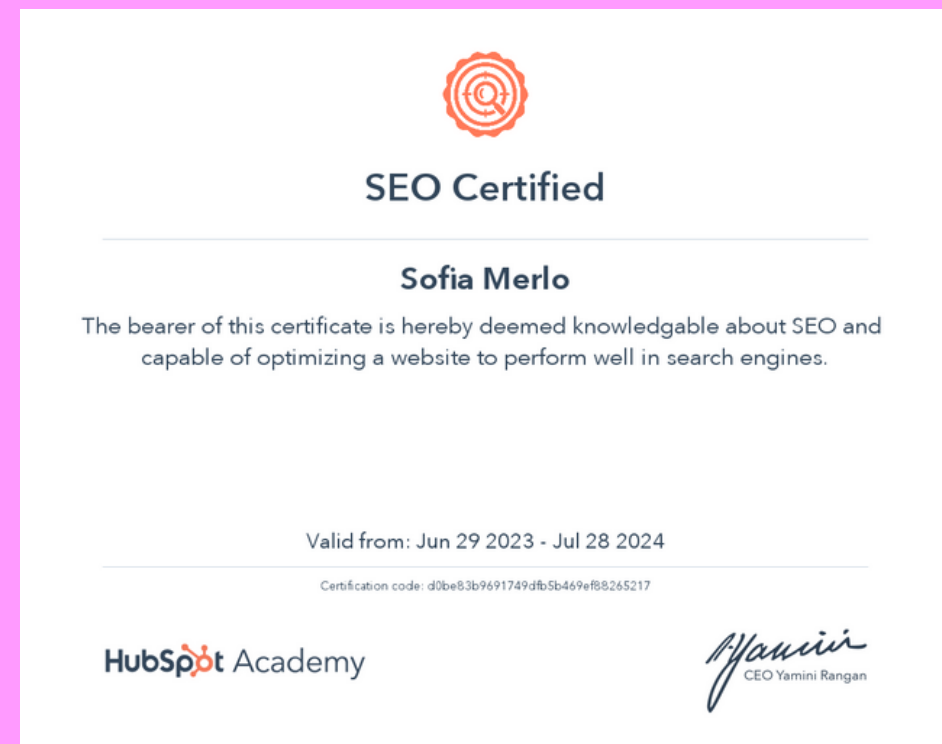 SEO Certified
Sofia Merlo
The bearer of this certificate is hereby deemed knowledgable about SEO and
capable of optimizing a website to perform well in search engines.
Valid from: Jun 29 2023 - Jul 28 2024
Certification code: d0be83b9691749dfb5b469ef88265217
HubSpot Academy
Yamini
CEO Yamini Rangan